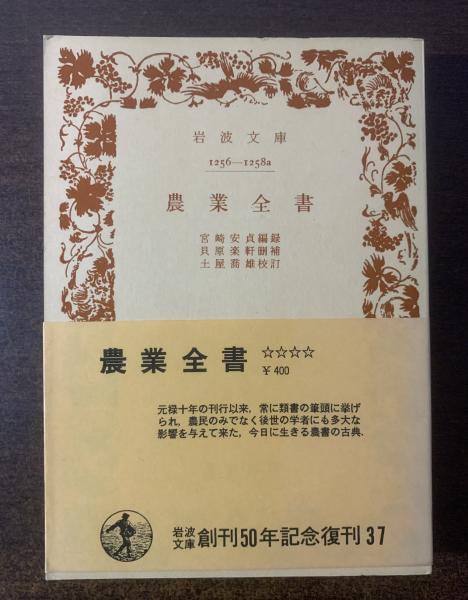 岩波文庫
1256—1258a
農業全書
宮崎安貞編録
貝原楽軒刪補
土屋喬雄校訂
農業全書 ☆☆☆☆
¥400
元禄十年の刊行以来，常に類書の筆頭に挙げ
られ，農民のみでなく後世の学者にも多大な
影響を与えて来た，今日に生きる農書の古典．
岩波文庫 創刊50年記念復刊 37